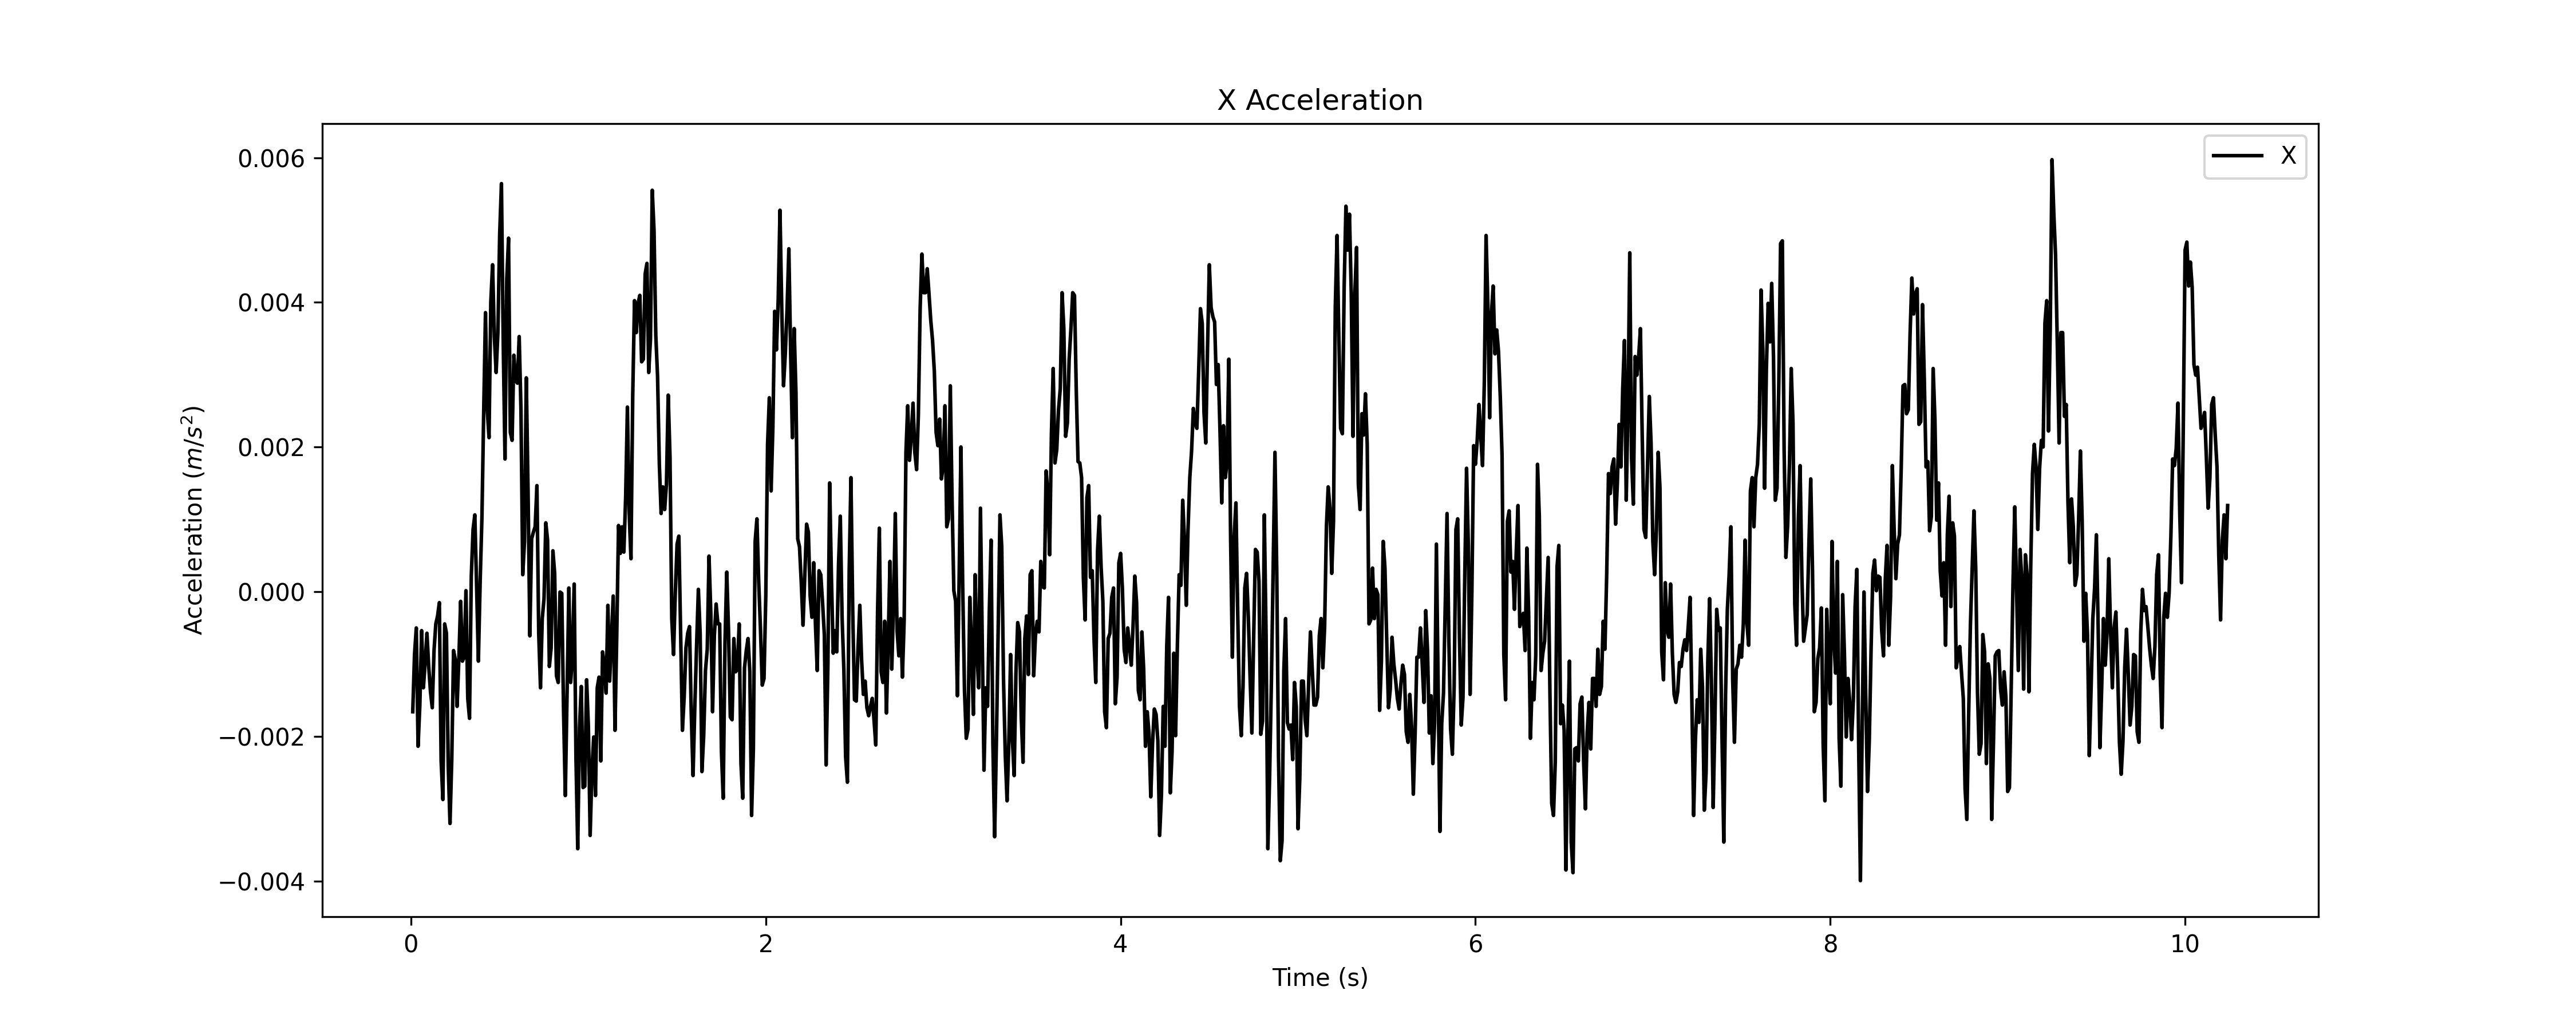 X Acceleration
X
Acceleration (m/s²)
0.006
0.004
0.002
0.000
−0.002
−0.004
0 2 4 6 8 10
Time (s)